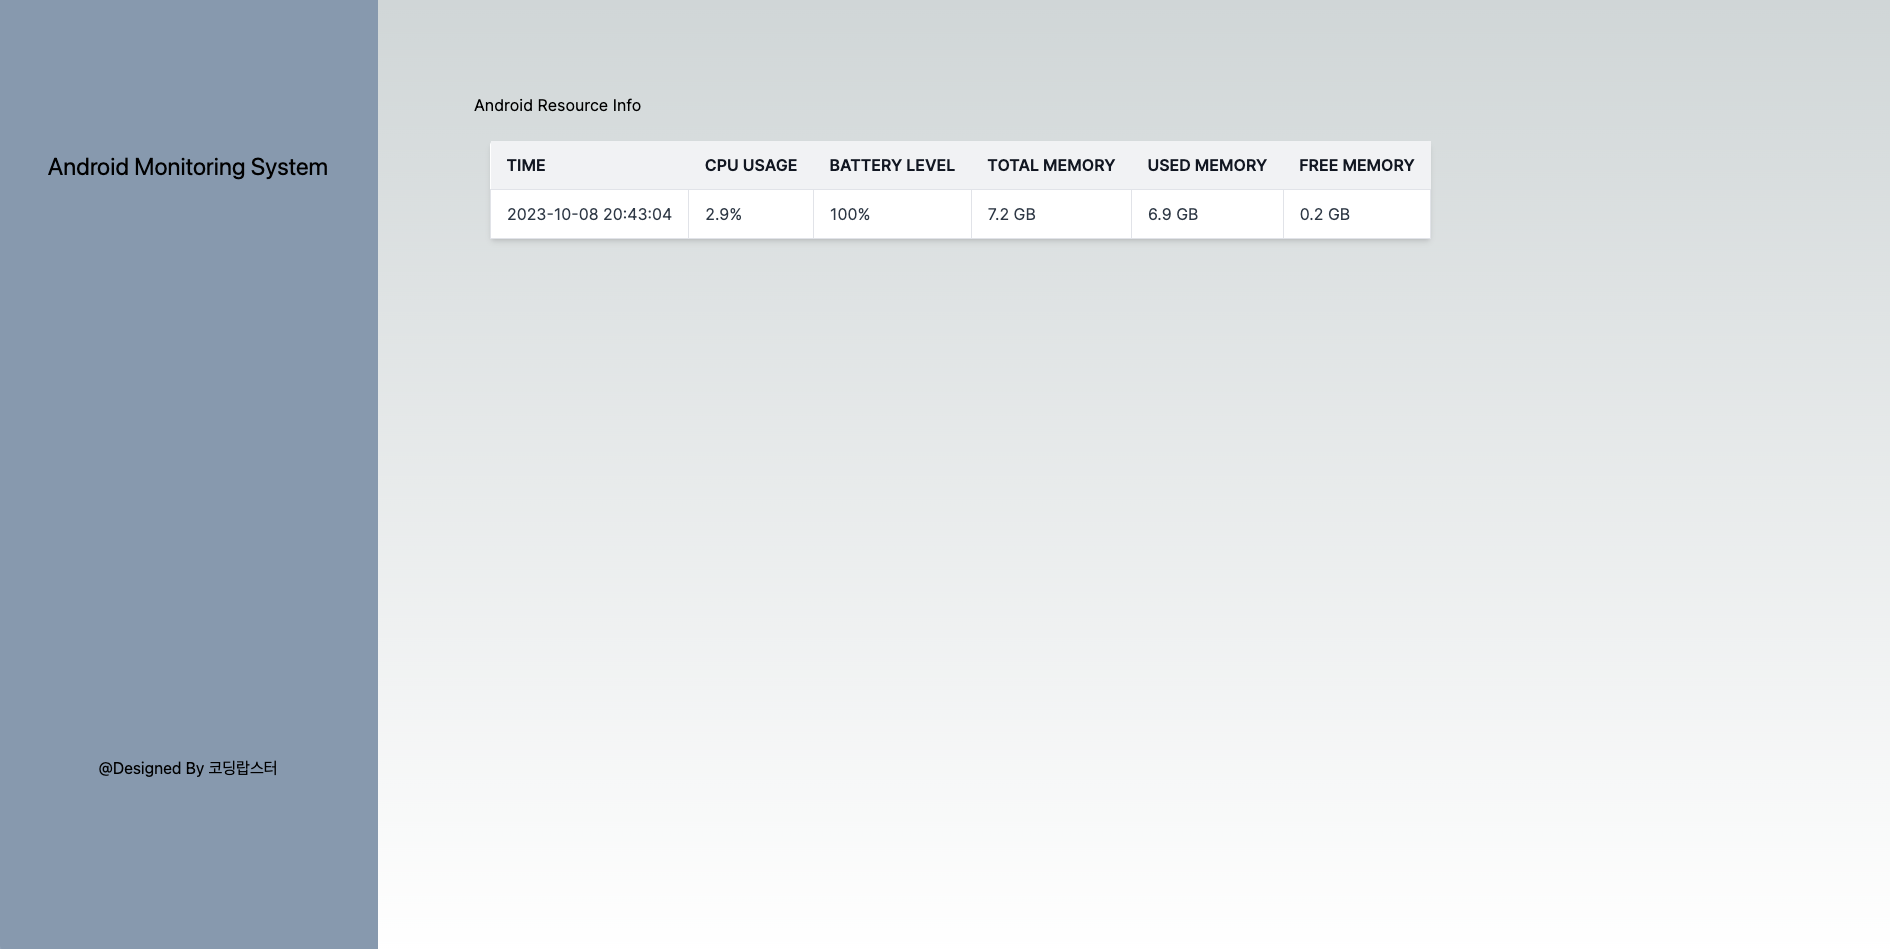 Android Monitoring System
@Designed By 코딩랍스터
Android Resource Info
TIME CPU USAGE BATTERY LEVEL TOTAL MEMORY USED MEMORY FREE MEMORY
2023-10-08 20:43:04 2.9% 100% 7.2 GB 6.9 GB 0.2 GB